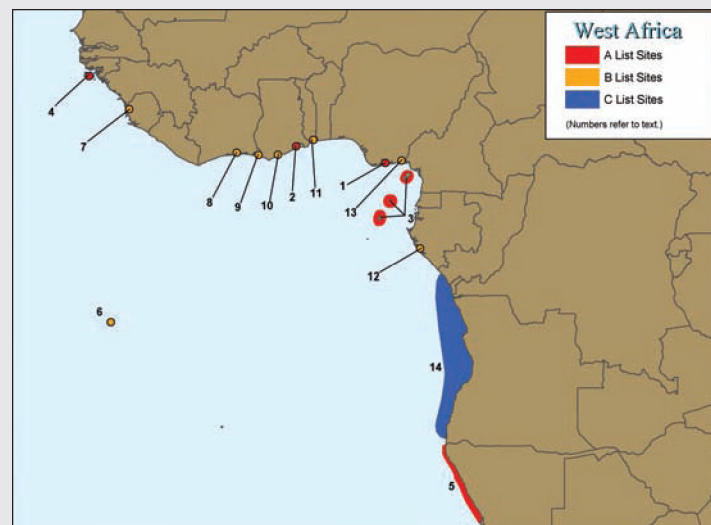 West Africa
A List Sites
B List Sites
C List Sites
(Numbers refer to text.)
4
7
8
9
10
2
11
1
13
3
12
6
14
5